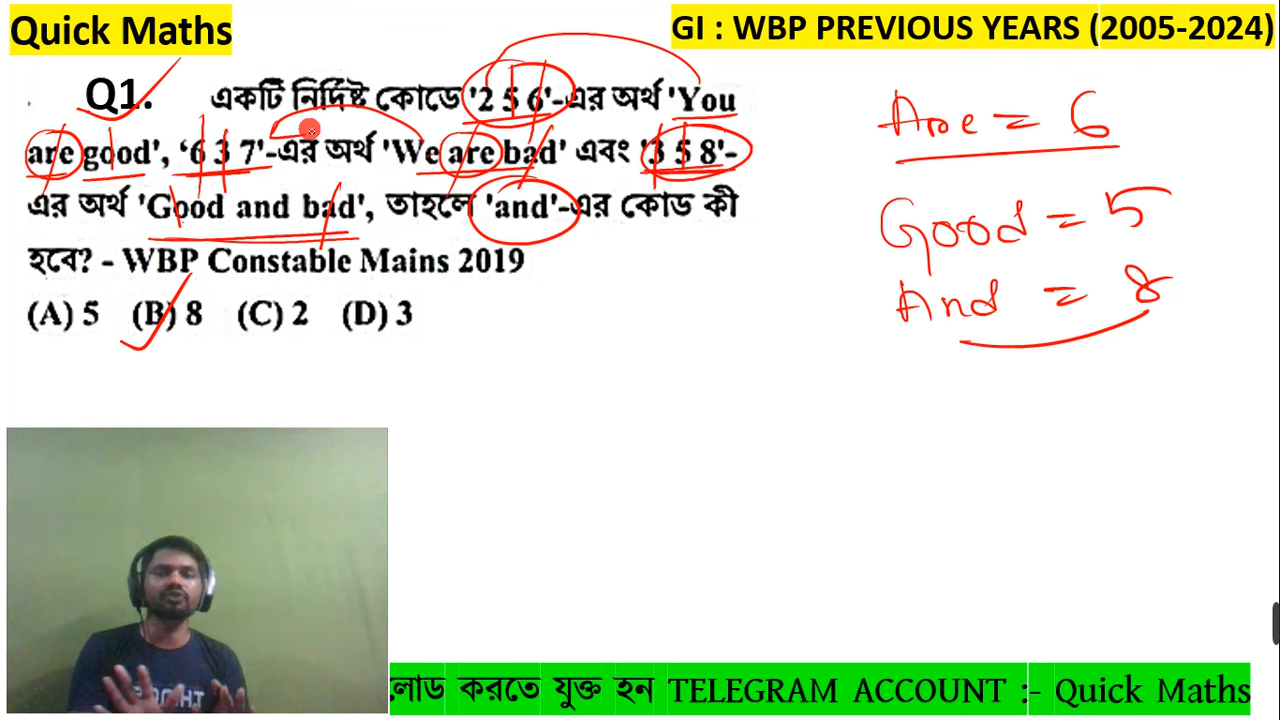 Quick Maths
GI : WBP PREVIOUS YEARS (2005-2024)
Q1. একটি নির্দিষ্ট কোডে '2 5 6'-এর অর্থ 'You
are good', '6 3 7'-এর অর্থ 'We are bad' এবং '3 5 8'-
এর অর্থ 'Good and bad', তাহলে 'and'-এর কোড কী
হবে? - WBP Constable Mains 2019
(A) 5 (B) 8 (C) 2 (D) 3
Are = 6
Good = 5
And = 8
লোড করতে যুক্ত হন TELEGRAM ACCOUNT :- Quick Maths